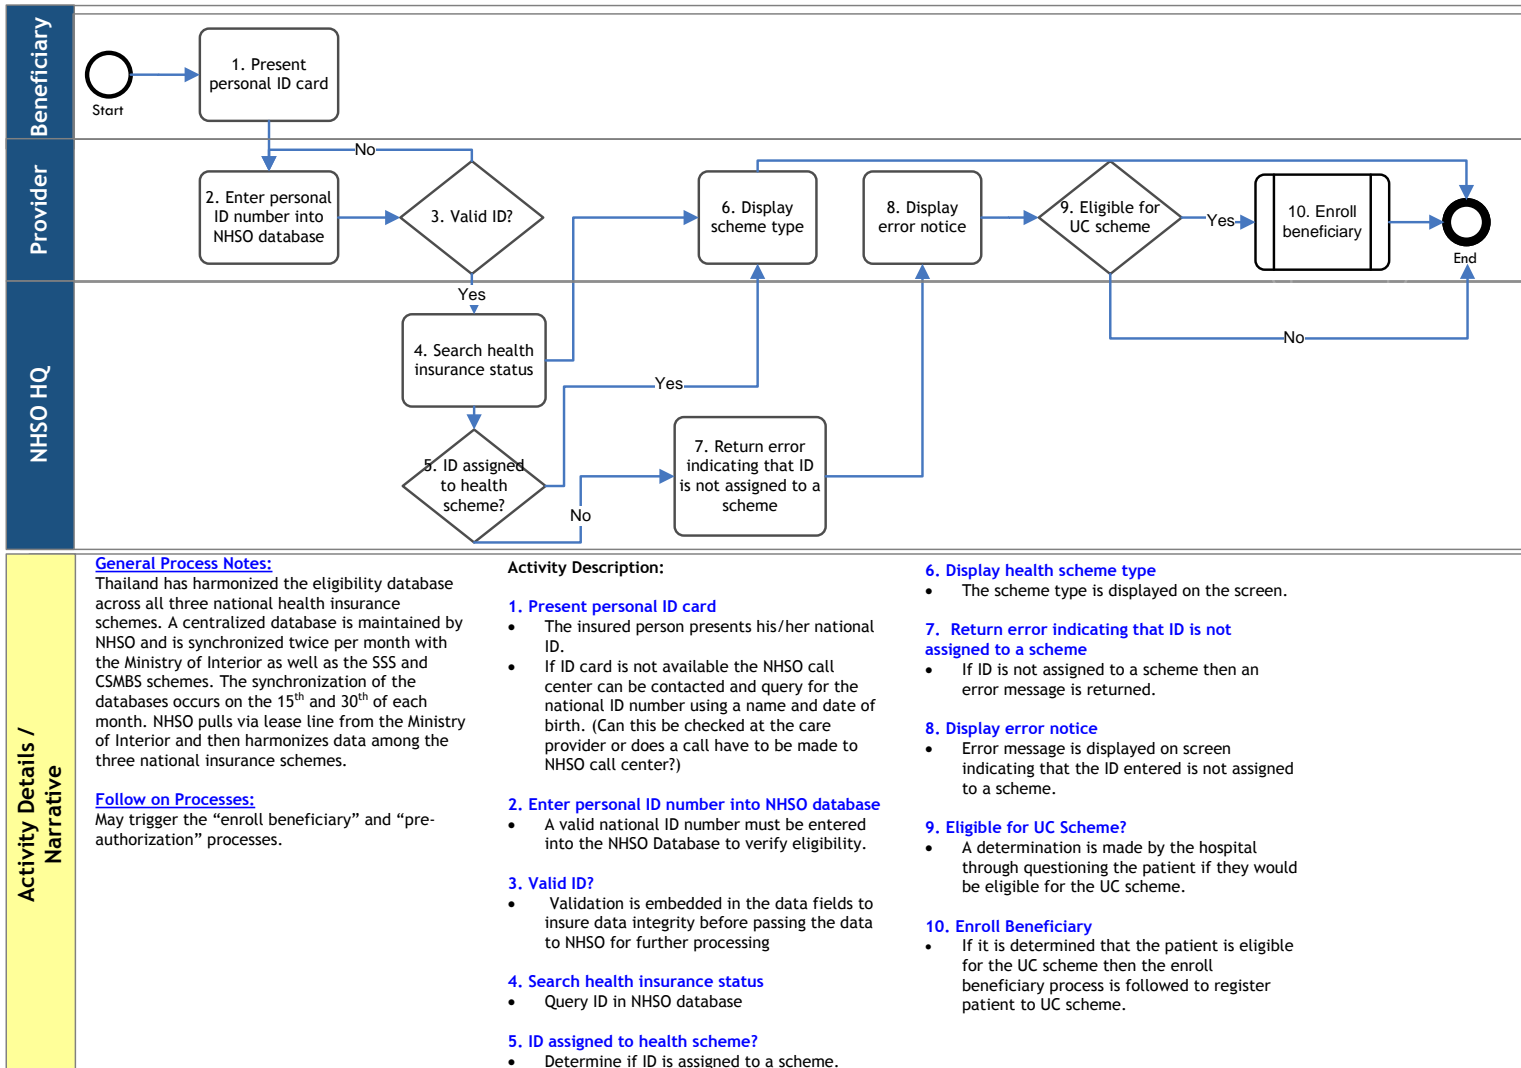 Beneficiary
Start
1. Present
personal ID card
Provider
No
2. Enter personal
ID number into
NHSO database
3. Valid ID?
6. Display
scheme type
8. Display
error notice
9. Eligible for
UC scheme
Yes
10. Enroll
beneficiary
End
NHSO HQ
Yes
4. Search health
insurance status
Yes
No
5. ID assigned
to health
scheme?
No
7. Return error
indicating that ID
is not assigned to a
scheme
Activity Details /
Narrative
General Process Notes:
Thailand has harmonized the eligibility database
across all three national health insurance
schemes. A centralized database is maintained by
NHSO and is synchronized twice per month with
the Ministry of Interior as well as the SSS and
CSMBS schemes. The synchronization of the
databases occurs on the 15th and 30th of each
month. NHSO pulls via lease line from the Ministry
of Interior and then harmonizes data among the
three national insurance schemes.
Follow on Processes:
May trigger the “enroll beneficiary” and “pre-
authorization” processes.
Activity Description:
1. Present personal ID card
• The insured person presents his/her national
ID.
• If ID card is not available the NHSO call
center can be contacted and query for the
national ID number using a name and date of
birth. (Can this be checked at the care
provider or does a call have to be made to
NHSO call center?)
2. Enter personal ID number into NHSO database
• A valid national ID number must be entered
into the NHSO Database to verify eligibility.
3. Valid ID?
• Validation is embedded in the data fields to
insure data integrity before passing the data
to NHSO for further processing
4. Search health insurance status
• Query ID in NHSO database
5. ID assigned to health scheme?
• Determine if ID is assigned to a scheme.
6. Display health scheme type
• The scheme type is displayed on the screen.
7. Return error indicating that ID is not
assigned to a scheme
• If ID is not assigned to a scheme then an
error message is returned.
8. Display error notice
• Error message is displayed on screen
indicating that the ID entered is not assigned
to a scheme.
9. Eligible for UC Scheme?
• A determination is made by the hospital
through questioning the patient if they would
be eligible for the UC scheme.
10. Enroll Beneficiary
• If it is determined that the patient is eligible
for the UC scheme then the enroll
beneficiary process is followed to register
patient to UC scheme.